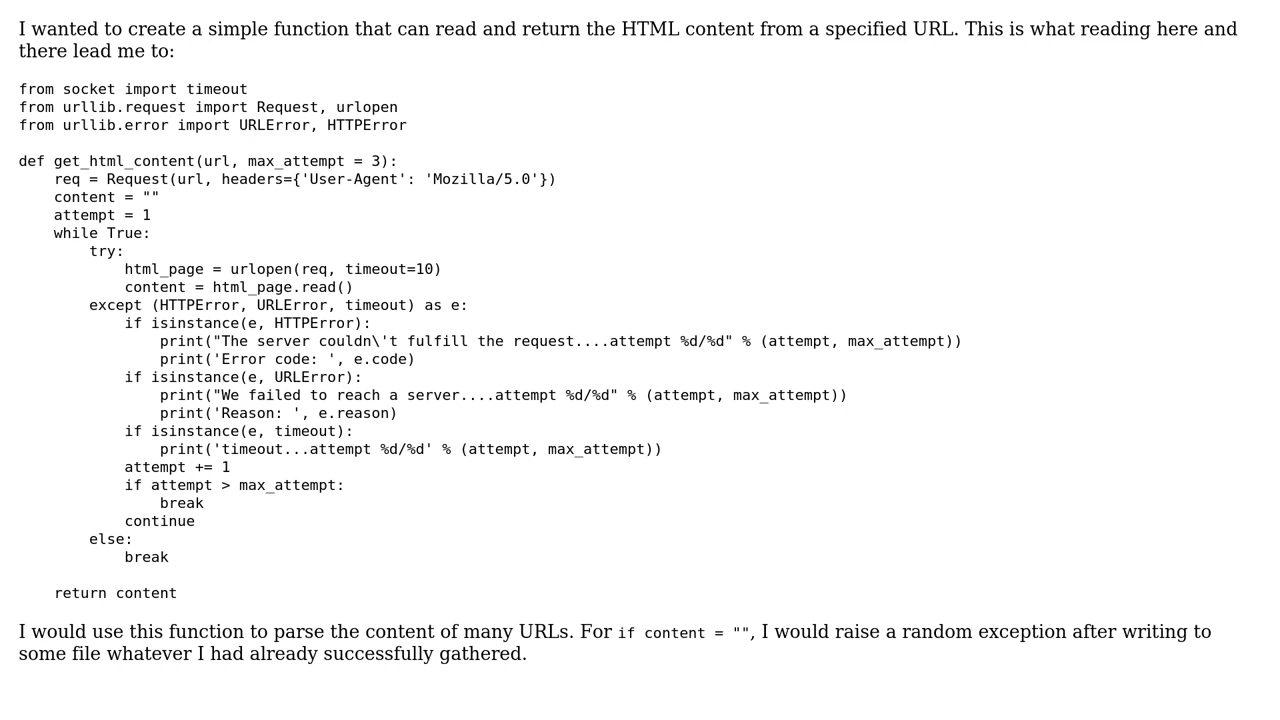 I wanted to create a simple function that can read and return the HTML content from a specified URL. This is what reading here and
there lead me to:
from socket import timeout
from urllib.request import Request, urlopen
from urllib.error import URLError, HTTPError
def get_html_content(url, max_attempt = 3):
    req = Request(url, headers={'User-Agent': 'Mozilla/5.0'})
    content = ""
    attempt = 1
    while True:
        try:
            html_page = urlopen(req, timeout=10)
            content = html_page.read()
        except (HTTPError, URLError, timeout) as e:
            if isinstance(e, HTTPError):
                print("The server couldn\'t fulfill the request....attempt %d/%d" % (attempt, max_attempt))
                print('Error code: ', e.code)
            if isinstance(e, URLError):
                print("We failed to reach a server....attempt %d/%d" % (attempt, max_attempt))
                print('Reason: ', e.reason)
            if isinstance(e, timeout):
                print('timeout...attempt %d/%d' % (attempt, max_attempt))
            attempt += 1
            if attempt > max_attempt:
                break
            continue
        else:
            break
    return content
I would use this function to parse the content of many URLs. For if content = "", I would raise a random exception after writing to
some file whatever I had already successfully gathered.